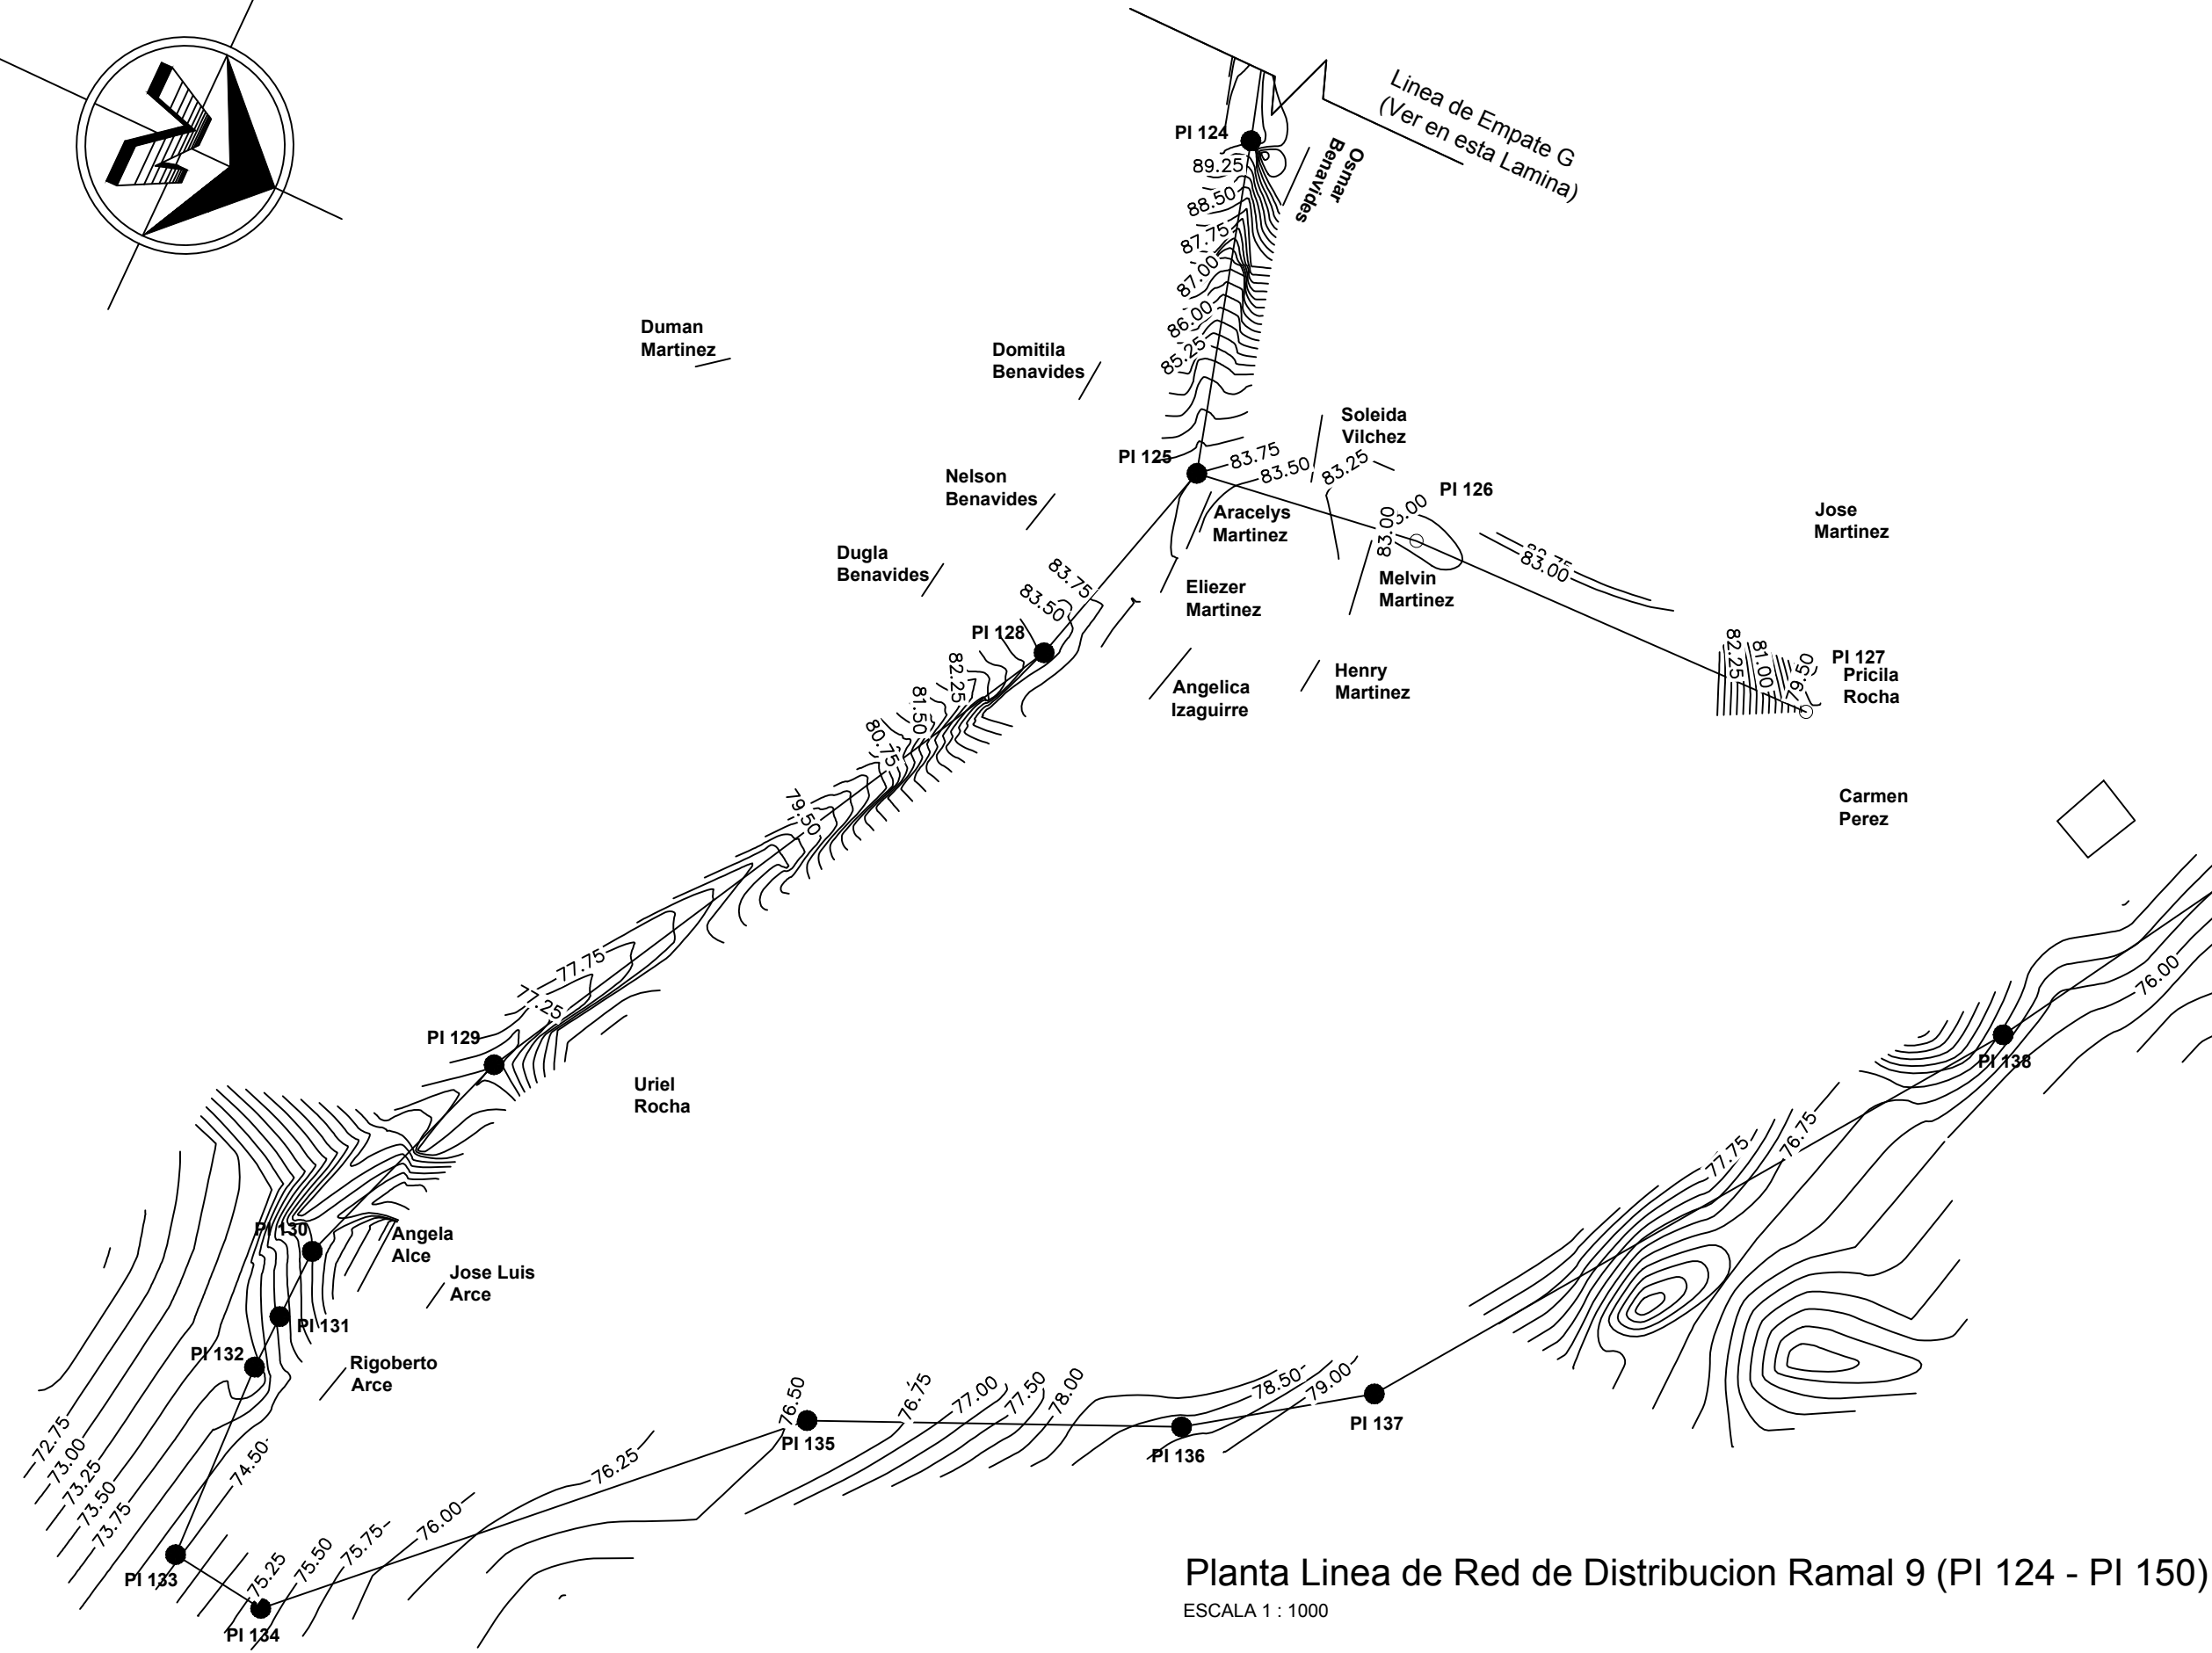 N
Linea de Empate G
(Ver en esta Lamina)
PI 124
Osmar
Benavides
89.25
88.50
87.75
87.00
86.00
85.25
Duman
Martinez
Domitila
Benavides
Soleida
Vilchez
PI 125
83.75
83.50
83.25
Nelson
Benavides
PI 126
83.00
Aracelys
Martinez
Jose
Martinez
Dugla
Benavides
83.00
83.75
83.50
Eliezer
Martinez
Melvin
Martinez
PI 128
82.25
81.50
80.75
79.50
Angelica
Izaguirre
Henry
Martinez
82.25
81.00
79.50
PI 127
Pricila
Rocha
Carmen
Perez
77.75
77.25
PI 129
Uriel
Rocha
76.00
PI 138
76.75
77.75
PI 130
Angela
Alce
Jose Luis
Arce
PI 131
PI 132
Rigoberto
Arce
72.75
73.00
73.25
73.50
73.75
74.50
PI 133
75.25
75.50
75.75
76.00
76.25
PI 134
76.50
PI 135
76.75
77.00
77.50
78.00
78.50
79.00
PI 136
PI 137
Planta Linea de Red de Distribucion Ramal 9 (PI 124 - PI 150)
ESCALA 1 : 1000